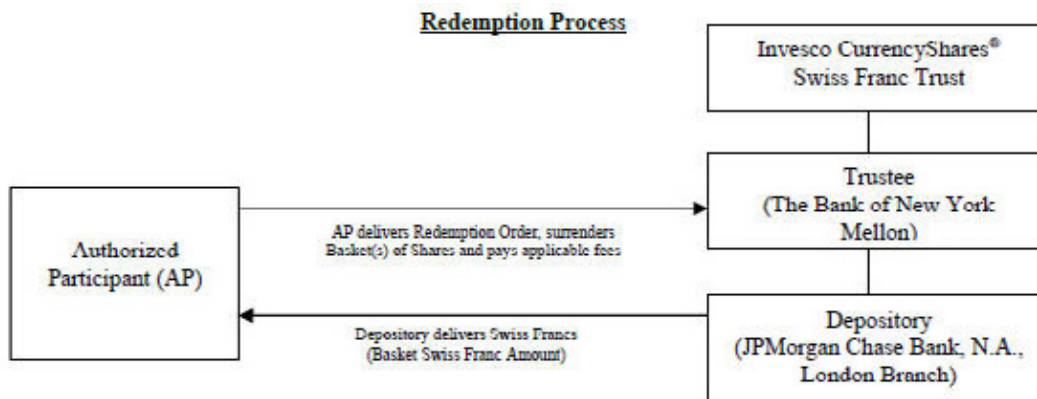 Redemption Process
Invesco CurrencyShares®
Swiss Franc Trust
Trustee
(The Bank of New York
Mellon)
Authorized
Participant (AP)
AP delivers Redemption Order, surrenders
Basket(s) of Shares and pays applicable fees
Depository delivers Swiss Francs
(Basket Swiss Franc Amount)
Depository
(JPMorgan Chase Bank, N.A.,
London Branch)